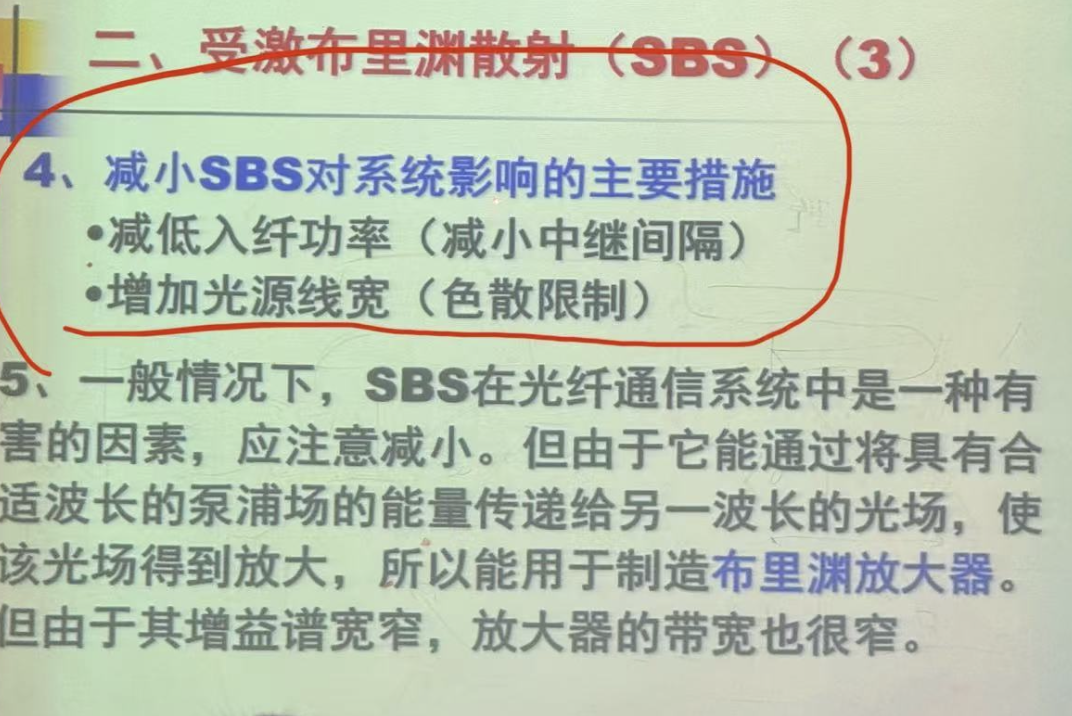 二、受激布里渊散射（SBS）（3）
4、减小SBS对系统影响的主要措施
•减低入纤功率（减小中继间隔）
•增加光源线宽（色散限制）
5、一般情况下，SBS在光纤通信系统中是一种有
害的因素，应注意减小。但由于它能通过将具有合
适波长的泵浦场的能量传递给另一波长的光场，使
该光场得到放大，所以能用于制造布里渊放大器。
但由于其增益谱宽窄，放大器的带宽也很窄。